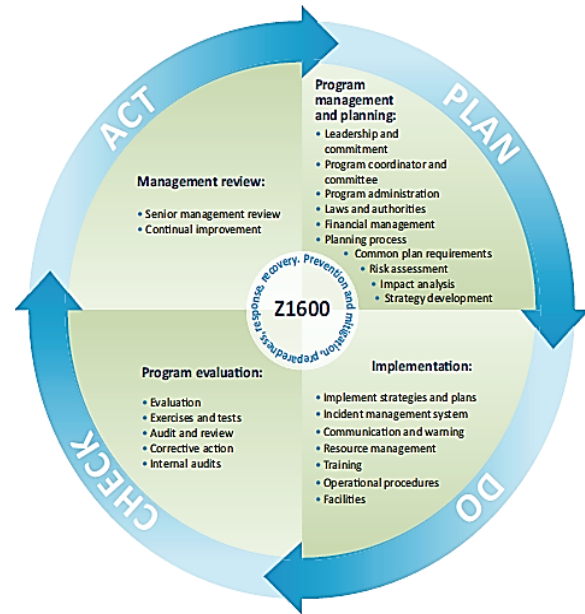 ACT
PLAN
Program
management
and planning:
• Leadership and
commitment
• Program coordinator and
committee
• Program administration
• Laws and authorities
• Financial management
• Planning process
• Common plan requirements
• Risk assessment
• Impact analysis
• Strategy development
Management review:
• Senior management review
• Continual improvement
Prevention and mitigation, preparedness, response, recovery.
Z1600
Program evaluation:
• Evaluation
• Exercises and tests
• Audit and review
• Corrective action
• Internal audits
Implementation:
• Implement strategies and plans
• Incident management system
• Communication and warning
• Resource management
• Training
• Operational procedures
• Facilities
CHECK
DO